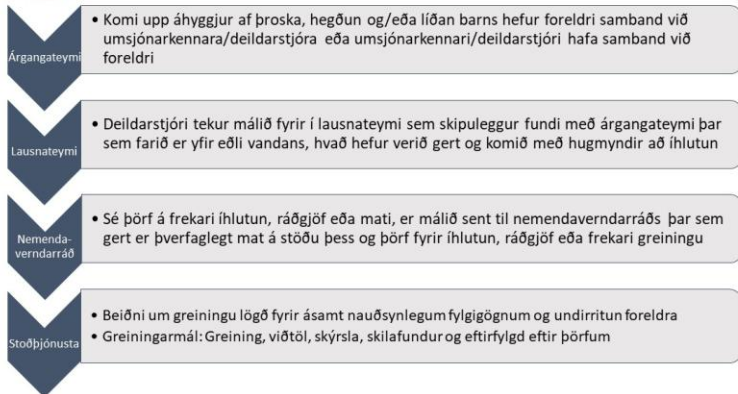 Árgangateymi
• Komi upp áhyggjur af þroska, hegðun og/eða líðan barns hefur foreldri samband við
umsjónarkennara/deildarstjóra eða umsjónarkennari/deildarstjóri hafa samband við
foreldri
Lausnateymi
• Deildarstjóri tekur málið fyrir í lausnateymi sem skipuleggur fundi með árgangateymi þar
sem farið er yfir eðli vandans, hvað hefur verið gert og komið með hugmyndir að íhlutun
Nemenda-
verndarráð
• Sé þörf á frekari íhlutun, ráðgjöf eða mati, er málið sent til nemendaverndarráðs þar sem
gert er þverfaglegt mat á stöðu þess og þörf fyrir íhlutun, ráðgjöf eða frekari greiningu
Stoðþjónusta
• Beiðni um greiningu lögð fyrir ásamt nauðsynlegum fylgigögnum og undirritun foreldra
• Greiningarmál: Greining, viðtöl, skýrsla, skilafundur og eftirfylgd eftir þörfum